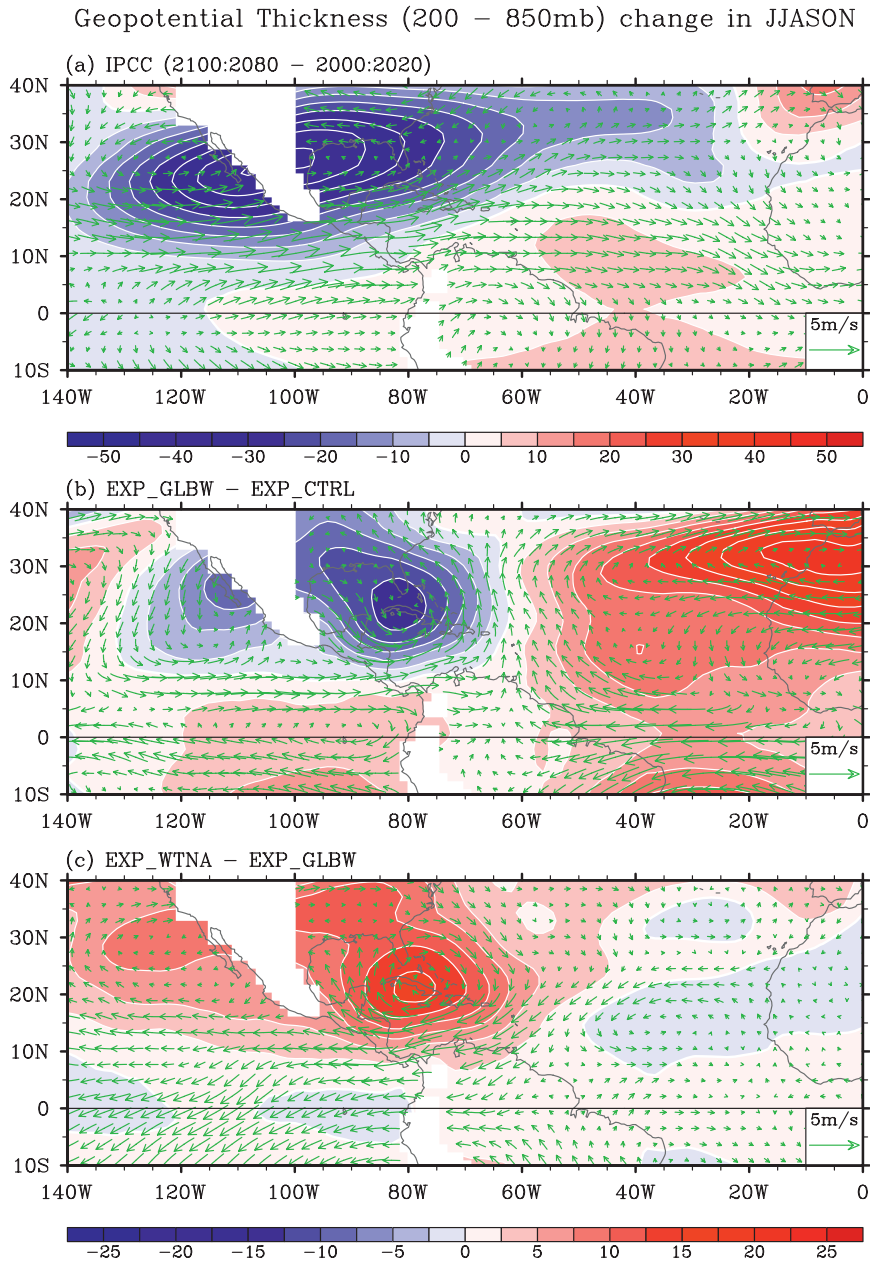 Geopotential Thickness (200 – 850mb) change in JJASON
(a) IPCC (2100:2080 – 2000:2020)
40N
30N
20N
10N
0
10S
5m/s
140W 120W 100W 80W 60W 40W 20W 0
−50 −40 −30 −20 −10 0 10 20 30 40 50
(b) EXP_GLBW – EXP_CTRL
40N
30N
20N
10N
0
10S
5m/s
140W 120W 100W 80W 60W 40W 20W 0
(c) EXP_WTNA – EXP_GLBW
40N
30N
20N
10N
0
10S
5m/s
140W 120W 100W 80W 60W 40W 20W 0
−25 −20 −15 −10 −5 0 5 10 15 20 25